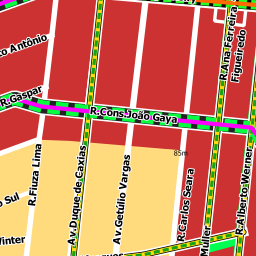 co Antônio
R.Ana Ferreira
Figueiredo
R.Gaspar
R.Cons.João Gaya
85m
R.Fiuza Lima
Av.Duque de Caxias
Av.Getúlio Vargas
R.Carlos Seara
Müller
R.Alberto Werner
o Sul
Winter